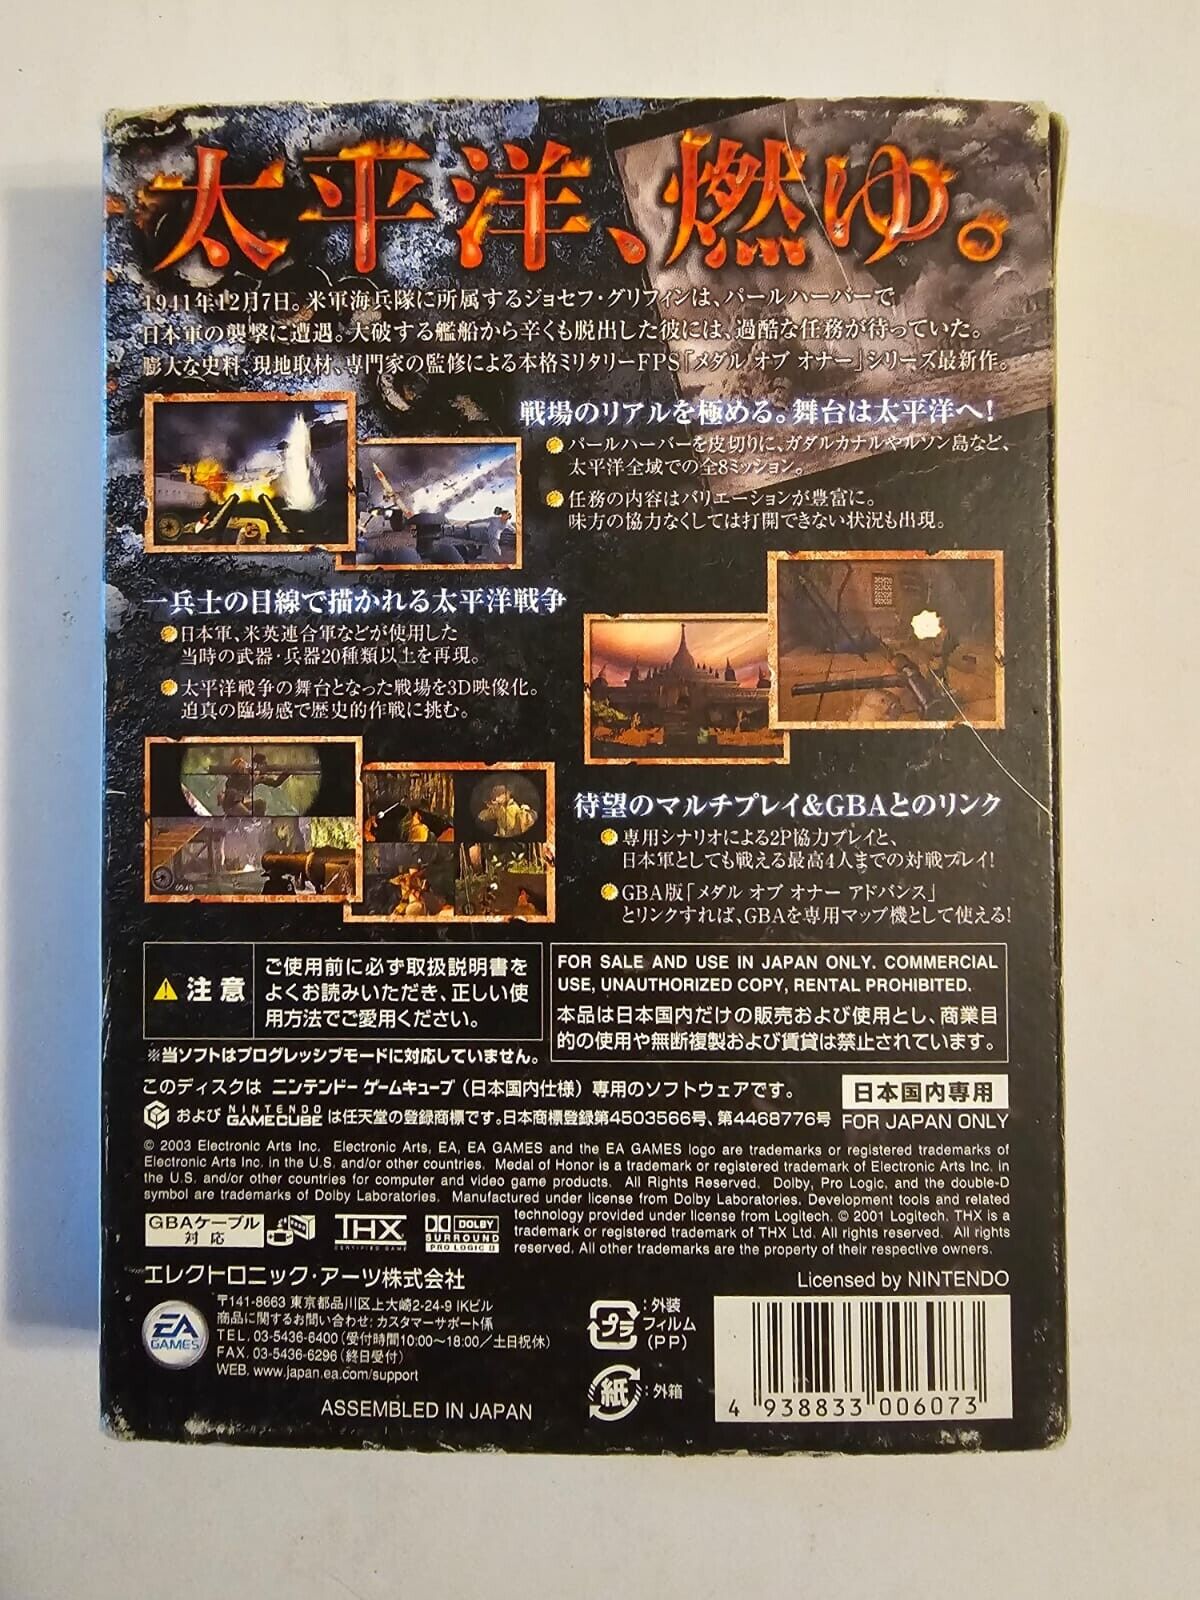 太平洋、燃ゆ。
1941年12月7日。米軍海兵隊に所属するジョセフ・グリフィンは、パールハーバーで
日本軍の襲撃に遭遇。大破する艦船から辛くも脱出した彼には、過酷な任務が待っていた。
膨大な史料、現地取材、専門家の監修による本格ミリタリーFPS「メダル オブ オナー」シリーズ最新作。
戦場のリアルを極める。舞台は太平洋へ!
パールハーバーを皮切りに、ガダルカナルやルソン島など、
太平洋全域での全8ミッション。
任務の内容はバリエーションが豊富に。
味方の協力なくしては打開できない状況も出現。
一兵士の目線で描かれる太平洋戦争
日本軍、米英連合軍などが使用した
当時の武器・兵器20種類以上を再現。
太平洋戦争の舞台となった戦場を3D映像化。
迫真の臨場感で歴史的作戦に挑む。
待望のマルチプレイ&GBAとのリンク
専用シナリオによる2P協力プレイと、
日本軍としても戦える最高4人までの対戦プレイ!
GBA版「メダル オブ オナー アドバンス」
とリンクすれば、GBAを専用マップ機として使える!
注意
ご使用前に必ず取扱説明書を
よくお読みいただき、正しい使
用方法でご愛用ください。
FOR SALE AND USE IN JAPAN ONLY. COMMERCIAL
USE, UNAUTHORIZED COPY, RENTAL PROHIBITED.
本品は日本国内だけの販売および使用とし、商業目
的の使用や無断複製および賃貸は禁止されています。
※当ソフトはプログレッシブモードに対応していません。
このディスクは ニンテンドー ゲームキューブ（日本国内仕様）専用のソフトウェアです。
日本国内専用
および NINTENDO GAMECUBE は任天堂の登録商標です。日本商標登録第4503566号、第4468776号
FOR JAPAN ONLY
© 2003 Electronic Arts Inc. Electronic Arts, EA, EA GAMES and the EA GAMES logo are trademarks or registered trademarks of
Electronic Arts Inc. in the U.S. and/or other countries. Medal of Honor is a trademark or registered trademark of Electronic Arts Inc. in
the U.S. and/or other countries for computer and video game products. All Rights Reserved. Dolby, Pro Logic, and the double-D
symbol are trademarks of Dolby Laboratories. Manufactured under license from Dolby Laboratories. Development tools and related
technology provided under license from Logitech. © 2001 Logitech. THX is a
trademark or registered trademark of THX Ltd. All rights reserved. All rights
reserved. All other trademarks are the property of their respective owners.
GBAケーブル
対応
THX
CERTIFIED GAME
DOLBY
SURROUND
PRO LOGIC II
エレクトロニック・アーツ株式会社
Licensed by NINTENDO
EA
GAMES
〒141-8663 東京都品川区上大崎2-24-9 IKビル
商品に関するお問い合わせ: カスタマーサポート係
TEL. 03-5436-6400（受付時間10:00～18:00／土日祝休）
FAX. 03-5436-6296（終日受付）
WEB. www.japan.ea.com/support
ASSEMBLED IN JAPAN
プラ
:外装
フィルム
(PP)
紙
:外箱
4 938833 006073